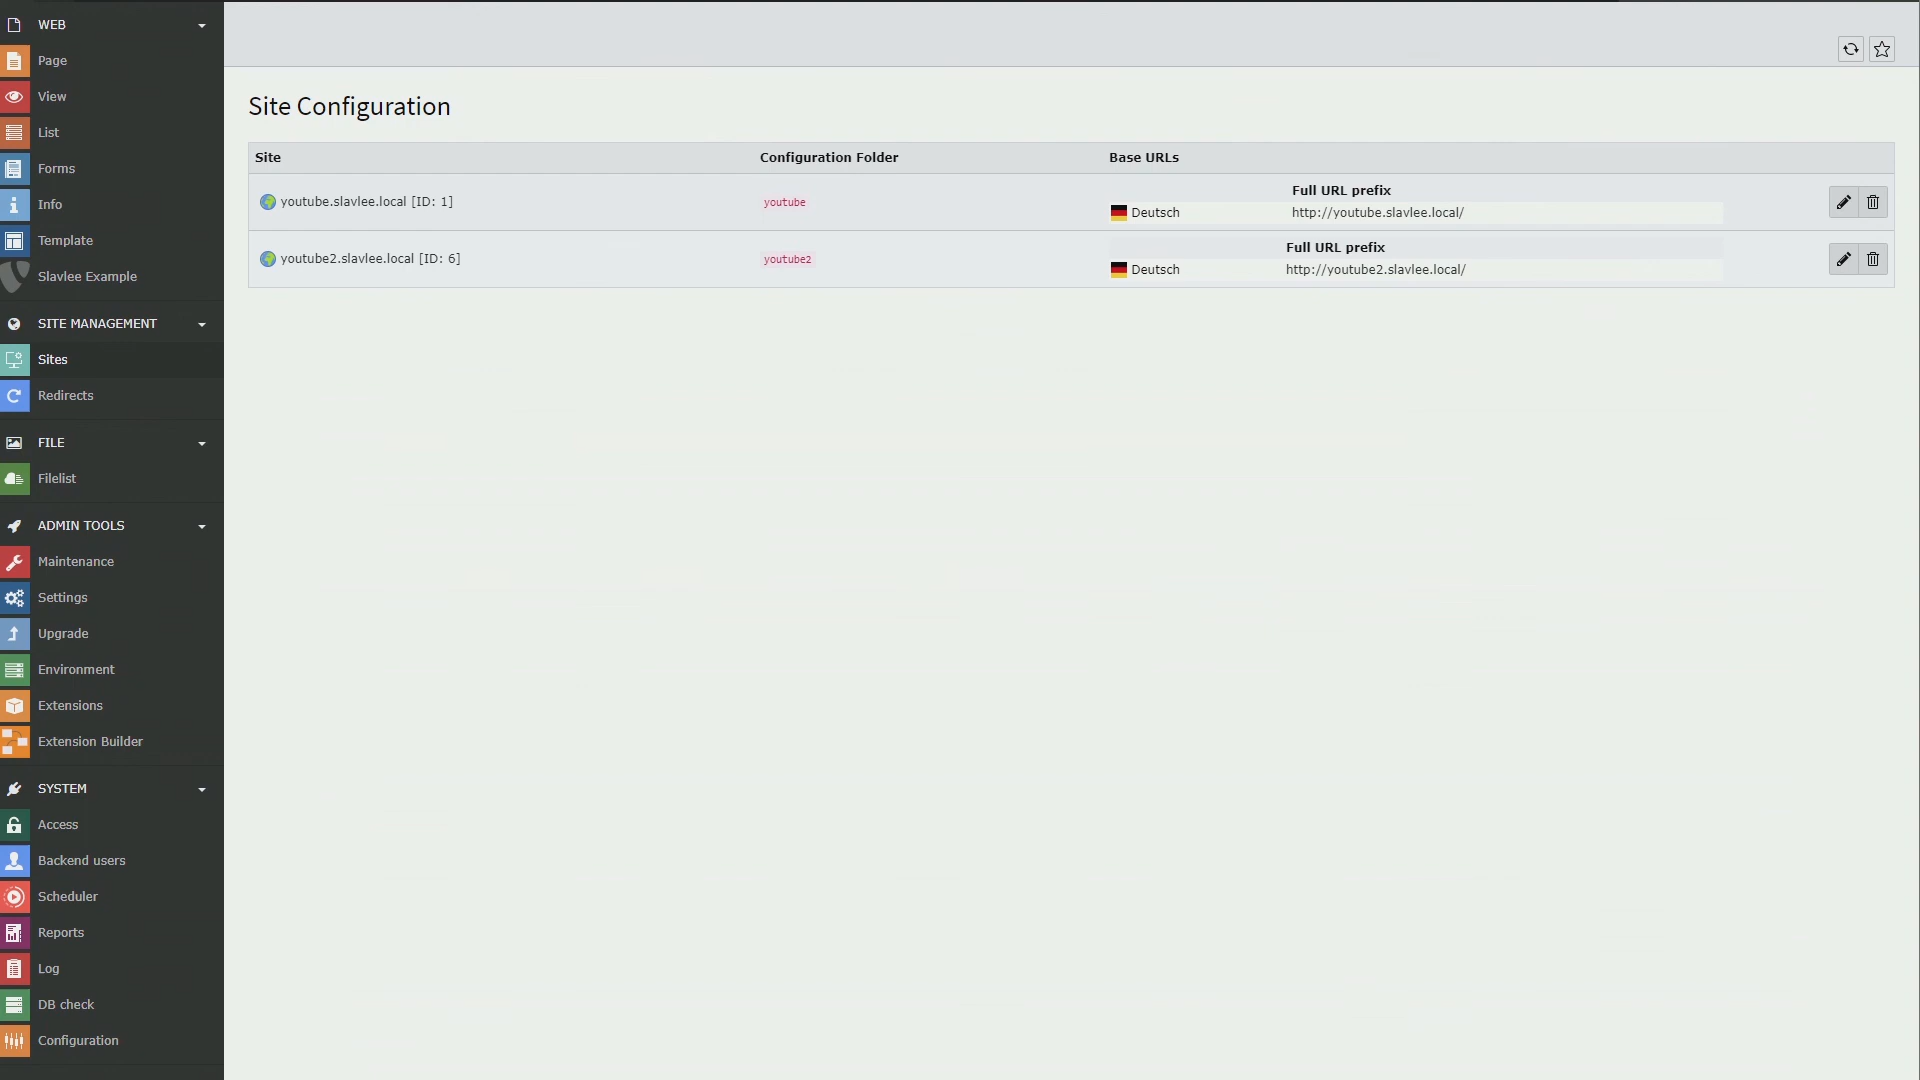 WEB
Page
View
List
Forms
Info
Template
Slavlee Example
SITE MANAGEMENT
Sites
Redirects
FILE
Filelist
ADMIN TOOLS
Maintenance
Settings
Upgrade
Environment
Extensions
Extension Builder
SYSTEM
Access
Backend users
Scheduler
Reports
Log
DB check
Configuration
Site Configuration
Site Configuration Folder Base URLs
Full URL prefix
youtube.slavlee.local [ID: 1] youtube
Deutsch http://youtube.slavlee.local/
Full URL prefix
youtube2.slavlee.local [ID: 6] youtube2
Deutsch http://youtube2.slavlee.local/